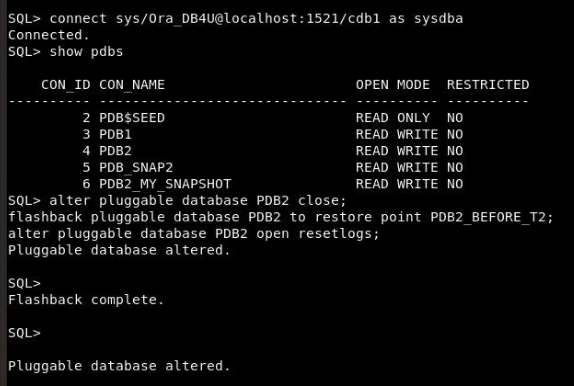 SQL> connect sys/Ora_DB4U@localhost:1521/cdb1 as sysdba
Connected.
SQL> show pdbs
    CON_ID CON_NAME                       OPEN MODE  RESTRICTED
---------- ------------------------------ ---------- ----------
         2 PDB$SEED                       READ ONLY  NO
         3 PDB1                           READ WRITE NO
         4 PDB2                           READ WRITE NO
         5 PDB_SNAP2                      READ WRITE NO
         6 PDB2_MY_SNAPSHOT               READ WRITE NO
SQL> alter pluggable database PDB2 close;
flashback pluggable database PDB2 to restore point PDB2_BEFORE_T2;
alter pluggable database PDB2 open resetlogs;
Pluggable database altered.
SQL>
Flashback complete.
SQL>
Pluggable database altered.